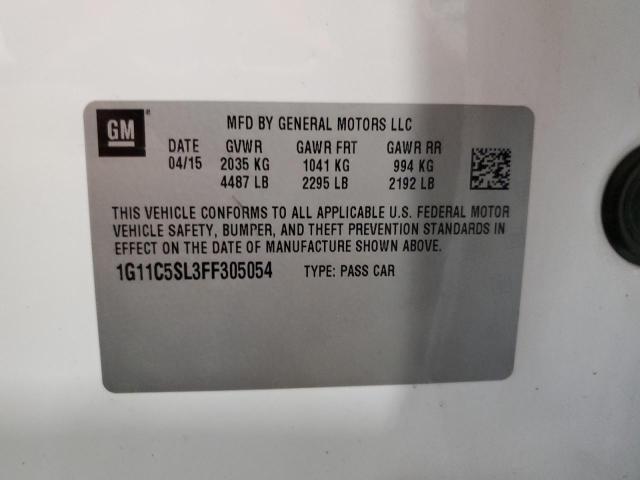 GM
MFD BY GENERAL MOTORS LLC
DATE GVWR GAWR FRT GAWR RR
04/15 2035 KG 1041 KG 994 KG
4487 LB 2295 LB 2192 LB
THIS VEHICLE CONFORMS TO ALL APPLICABLE U.S. FEDERAL MOTOR
VEHICLE SAFETY, BUMPER, AND THEFT PREVENTION STANDARDS IN
EFFECT ON THE DATE OF MANUFACTURE SHOWN ABOVE.
1G11C5SL3FF305054 TYPE: PASS CAR